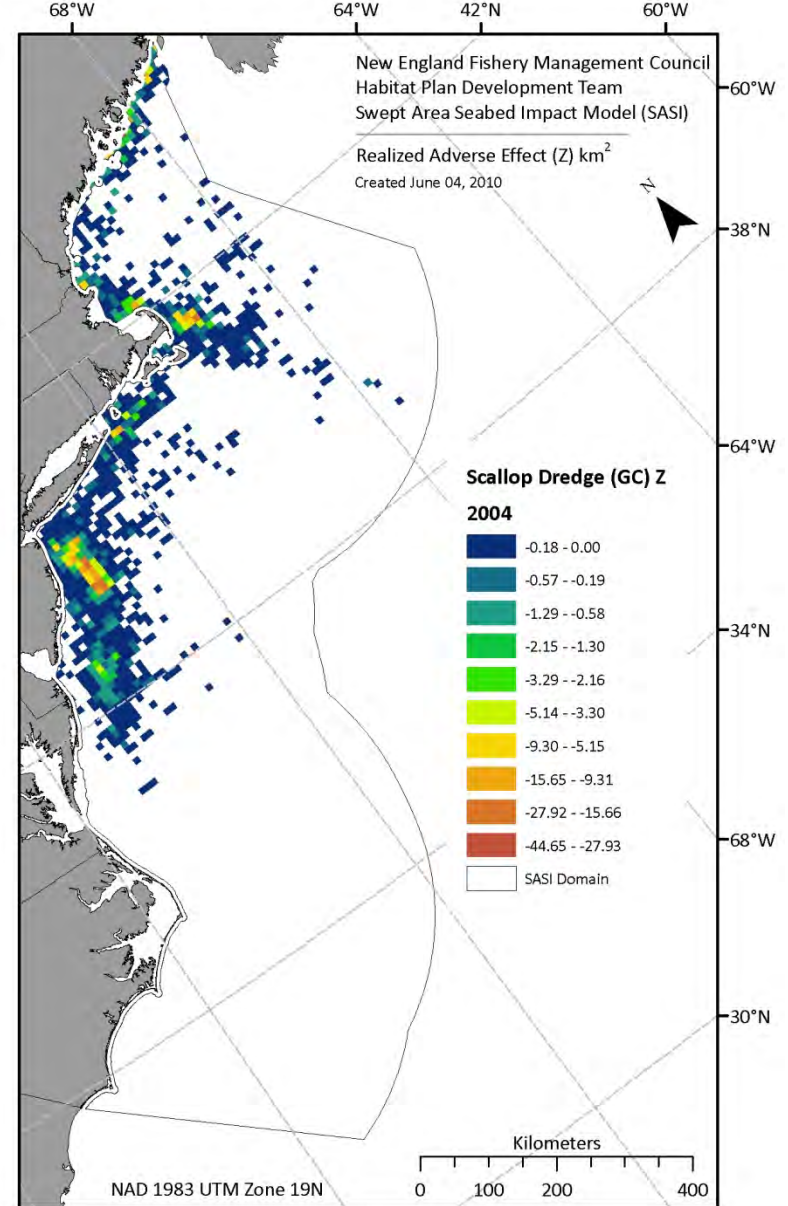 68°W 64°W 42°N 60°W
New England Fishery Management Council
Habitat Plan Development Team
Swept Area Seabed Impact Model (SASI)
Realized Adverse Effect (Z) km²
Created June 04, 2010
N
60°W
38°N
64°W
34°N
68°W
30°N
Scallop Dredge (GC) Z
2004
-0.18 - 0.00
-0.57 - -0.19
-1.29 - -0.58
-2.15 - -1.30
-3.29 - -2.16
-5.14 - -3.30
-9.30 - -5.15
-15.65 - -9.31
-27.92 - -15.66
-44.65 - -27.93
SASI Domain
Kilometers
0 100 200 400
NAD 1983 UTM Zone 19N